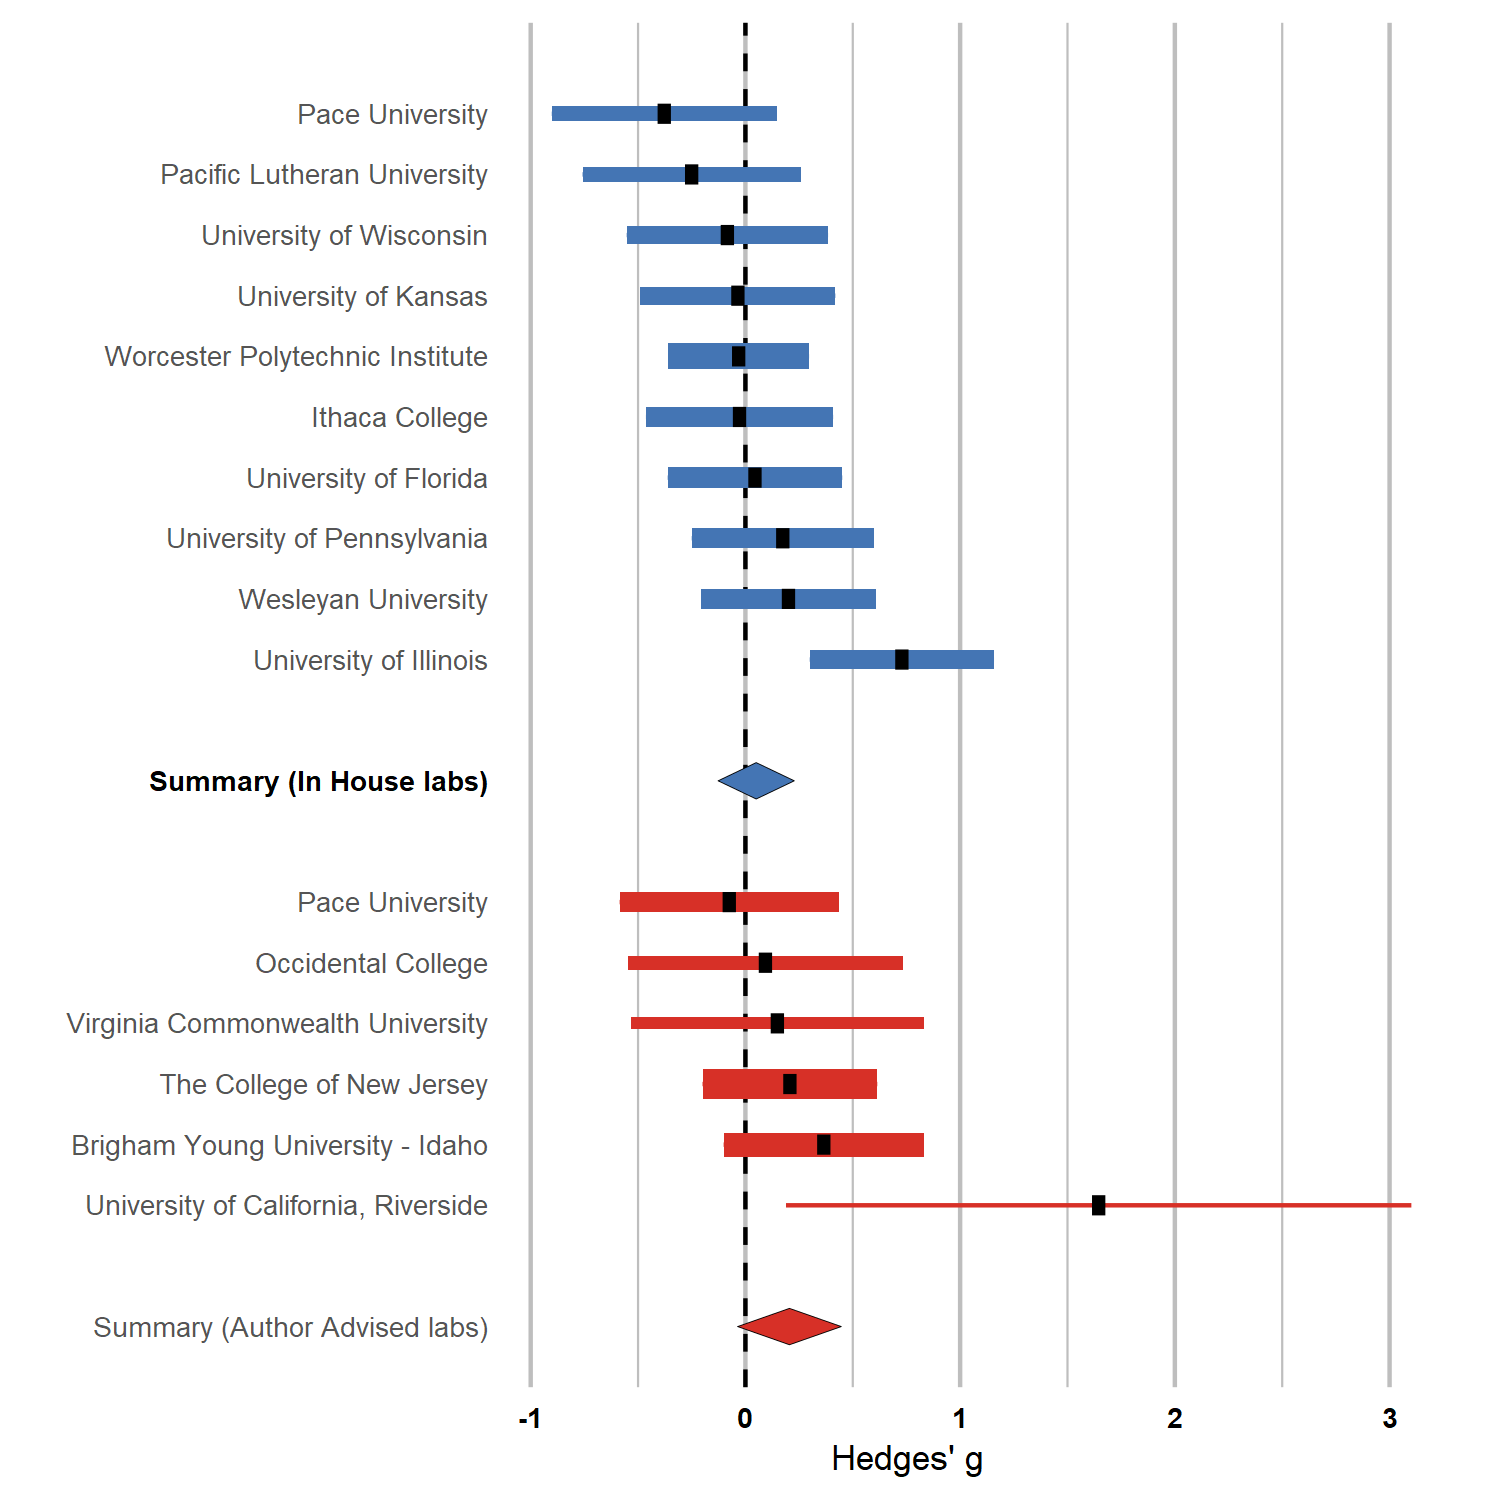 Pace University
Pacific Lutheran University
University of Wisconsin
University of Kansas
Worcester Polytechnic Institute
Ithaca College
University of Florida
University of Pennsylvania
Wesleyan University
University of Illinois
Summary (In House labs)
Pace University
Occidental College
Virginia Commonwealth University
The College of New Jersey
Brigham Young University - Idaho
University of California, Riverside
Summary (Author Advised labs)
-1 0 1 2 3
Hedges' g